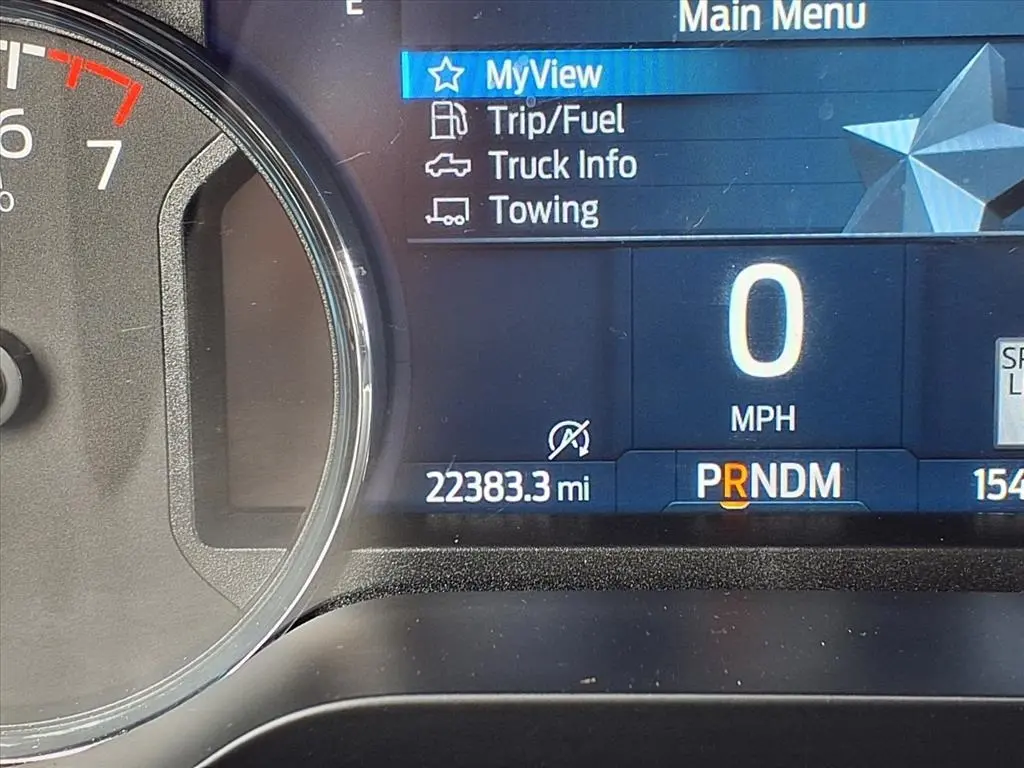 E
Main Menu
MyView
Trip/Fuel
Truck Info
Towing
6
7
0
MPH
22383.3 mi
PRNDM
154